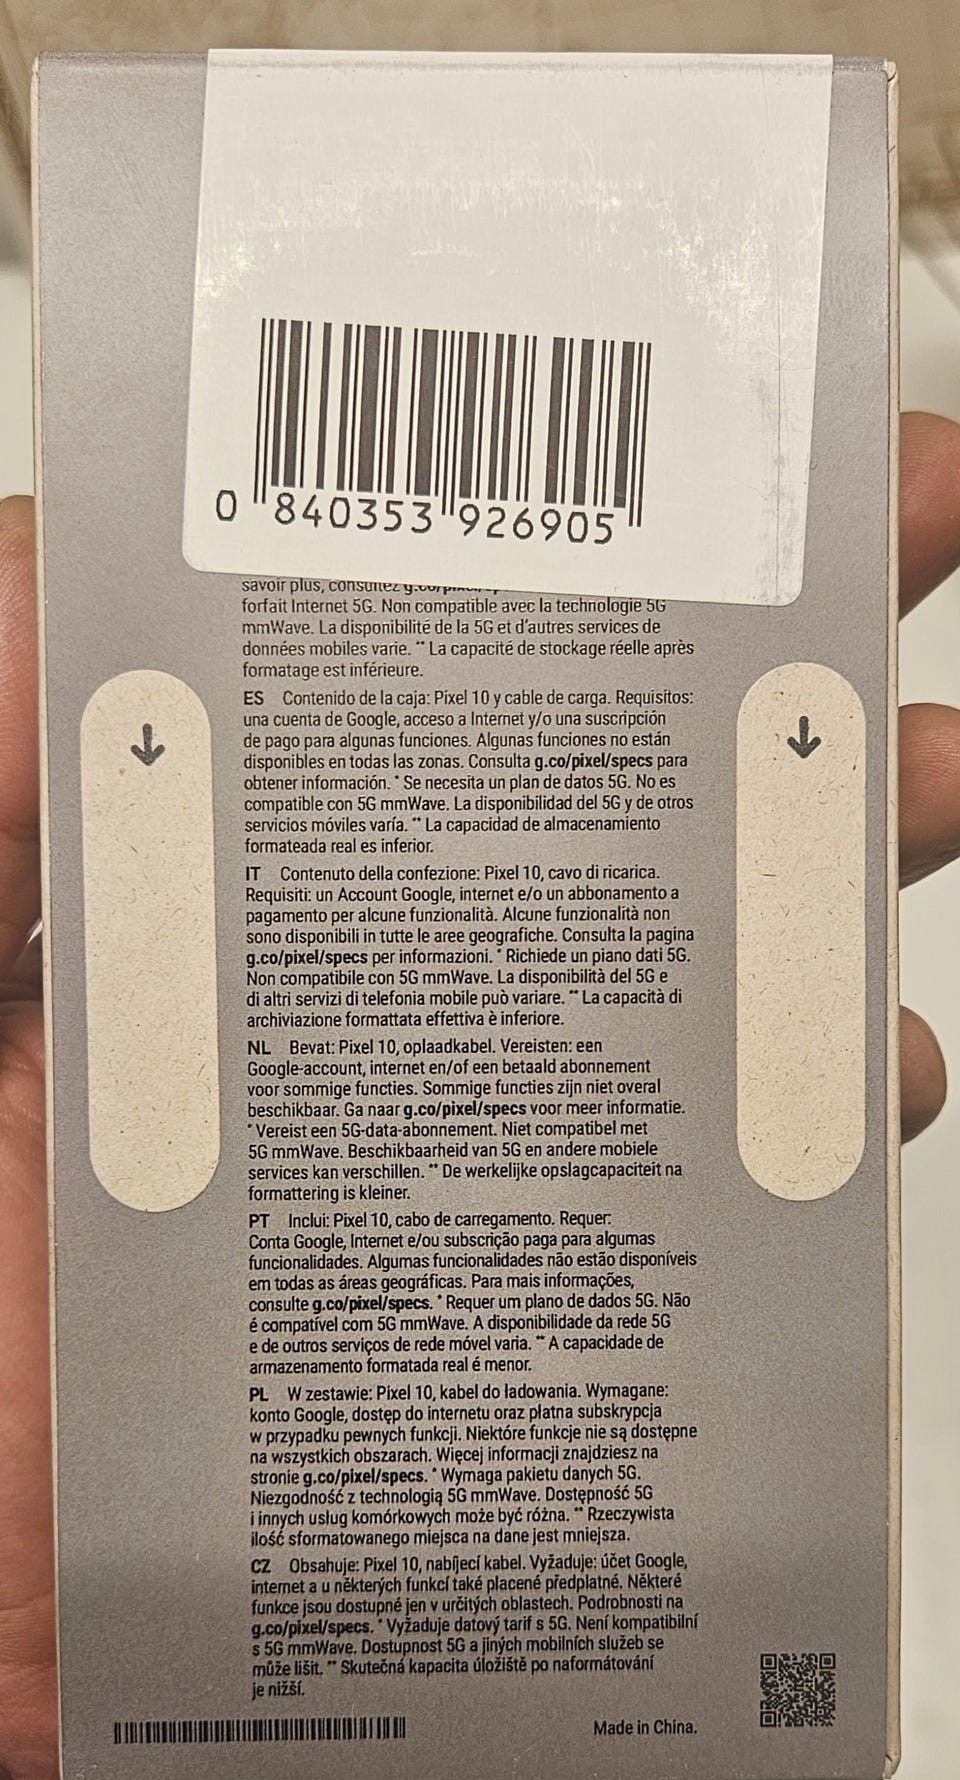 0 840353 926905
savoir plus, consultez
forfait Internet 5G. Non compatible avec la technologie 5G
mmWave. La disponibilité de la 5G et d'autres services de
données mobiles varie. ** La capacité de stockage réelle après
formatage est inférieure.
ES Contenido de la caja: Pixel 10 y cable de carga. Requisitos:
una cuenta de Google, acceso a Internet y/o una suscripción
de pago para algunas funciones. Algunas funciones no están
disponibles en todas las zonas. Consulta g.co/pixel/specs para
obtener información. * Se necesita un plan de datos 5G. No es
compatible con 5G mmWave. La disponibilidad del 5G y de otros
servicios móviles varía. ** La capacidad de almacenamiento
formateada real es inferior.
IT Contenuto della confezione: Pixel 10, cavo di ricarica.
Requisiti: un Account Google, internet e/o un abbonamento a
pagamento per alcune funzionalità. Alcune funzionalità non
sono disponibili in tutte le aree geografiche. Consulta la pagina
g.co/pixel/specs per informazioni. * Richiede un piano dati 5G.
Non compatibile con 5G mmWave. La disponibilità del 5G e
di altri servizi di telefonia mobile può variare. ** La capacità di
archiviazione formattata effettiva è inferiore.
NL Bevat: Pixel 10, oplaadkabel. Vereisten: een
Google-account, internet en/of een betaald abonnement
voor sommige functies. Sommige functies zijn niet overal
beschikbaar. Ga naar g.co/pixel/specs voor meer informatie.
* Vereist een 5G-data-abonnement. Niet compatibel met
5G mmWave. Beschikbaarheid van 5G en andere mobiele
services kan verschillen. ** De werkelijke opslagcapaciteit na
formattering is kleiner.
PT Inclui: Pixel 10, cabo de carregamento. Requer:
Conta Google, Internet e/ou subscrição paga para algumas
funcionalidades. Algumas funcionalidades não estão disponíveis
em todas as áreas geográficas. Para mais informações,
consulte g.co/pixel/specs. * Requer um plano de dados 5G. Não
é compatível com 5G mmWave. A disponibilidade da rede 5G
e de outros serviços de rede móvel varia. ** A capacidade de
armazenamento formatada real é menor.
PL W zestawie: Pixel 10, kabel do ładowania. Wymagane:
konto Google, dostęp do internetu oraz płatna subskrypcja
w przypadku pewnych funkcji. Niektóre funkcje nie są dostępne
na wszystkich obszarach. Więcej informacji znajdziesz na
stronie g.co/pixel/specs. * Wymaga pakietu danych 5G.
Niezgodność z technologią 5G mmWave. Dostępność 5G
i innych usług komórkowych może być różna. ** Rzeczywista
ilość sformatowanego miejsca na dane jest mniejsza.
CZ Obsahuje: Pixel 10, nabíjecí kabel. Vyžaduje: účet Google,
internet a u některých funkcí také placené předplatné. Některé
funkce jsou dostupné jen v určitých oblastech. Podrobnosti na
g.co/pixel/specs. * Vyžaduje datový tarif s 5G. Není kompatibilní
s 5G mmWave. Dostupnost 5G a jiných mobilních služeb se
může lišit. ** Skutečná kapacita úložiště po naformátování
je nižší.
Made in China.